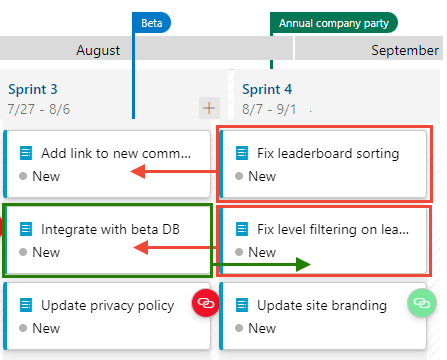 Beta
Annual company party
August
September
Sprint 3
7/27 - 8/6
Sprint 4
8/7 - 9/1
Add link to new comm...
New
Fix leaderboard sorting
New
Integrate with beta DB
New
Fix level filtering on lea...
New
Update privacy policy
New
Update site branding
New